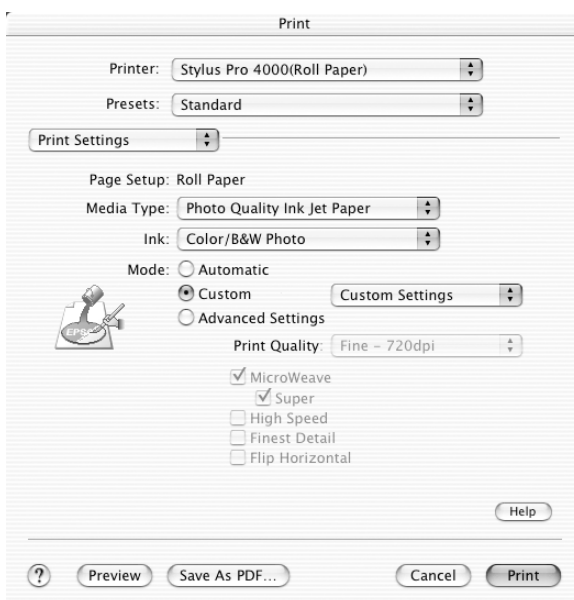 Print
Printer: Stylus Pro 4000(Roll Paper)
Presets: Standard
Print Settings
Page Setup: Roll Paper
Media Type: Photo Quality Ink Jet Paper
Ink: Color/B&W Photo
Mode: Automatic
Custom Custom Settings
Advanced Settings
EPSON
Print Quality: Fine – 720dpi
MicroWeave
Super
High Speed
Finest Detail
Flip Horizontal
Help
? Preview Save As PDF... Cancel Print